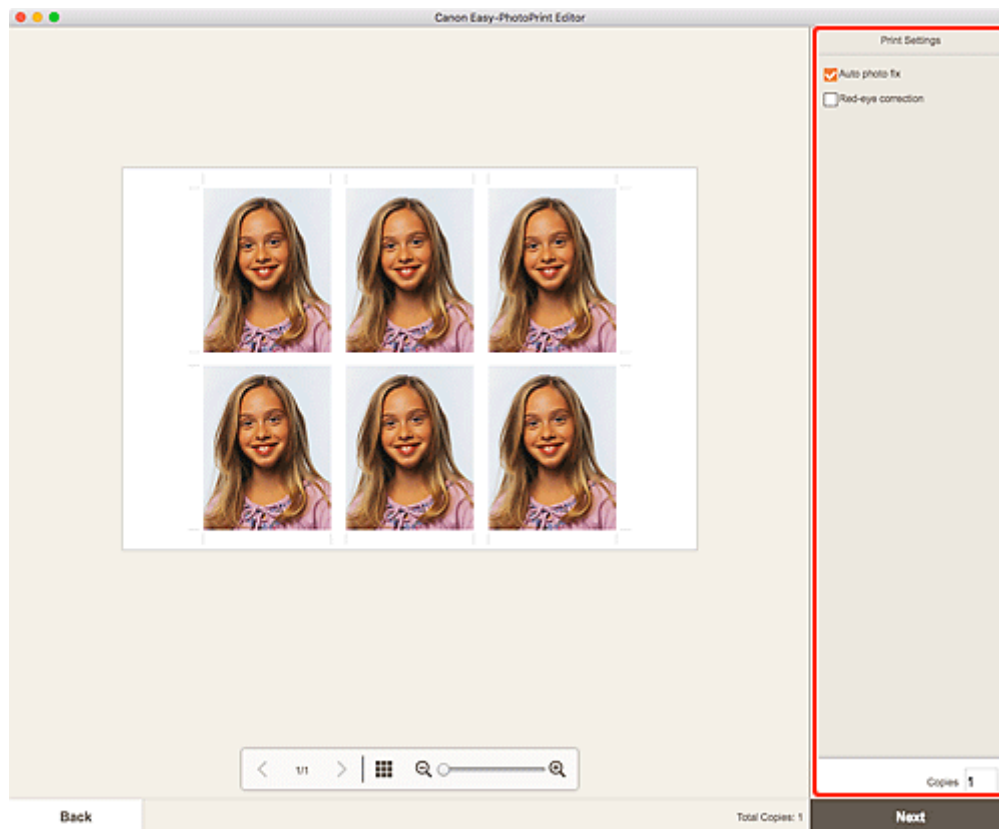 Canon Easy-PhotoPrint Editor
Print Settings
Auto photo fix
Red-eye correction
1/1
Copies 1
Back
Total Copies: 1
Next